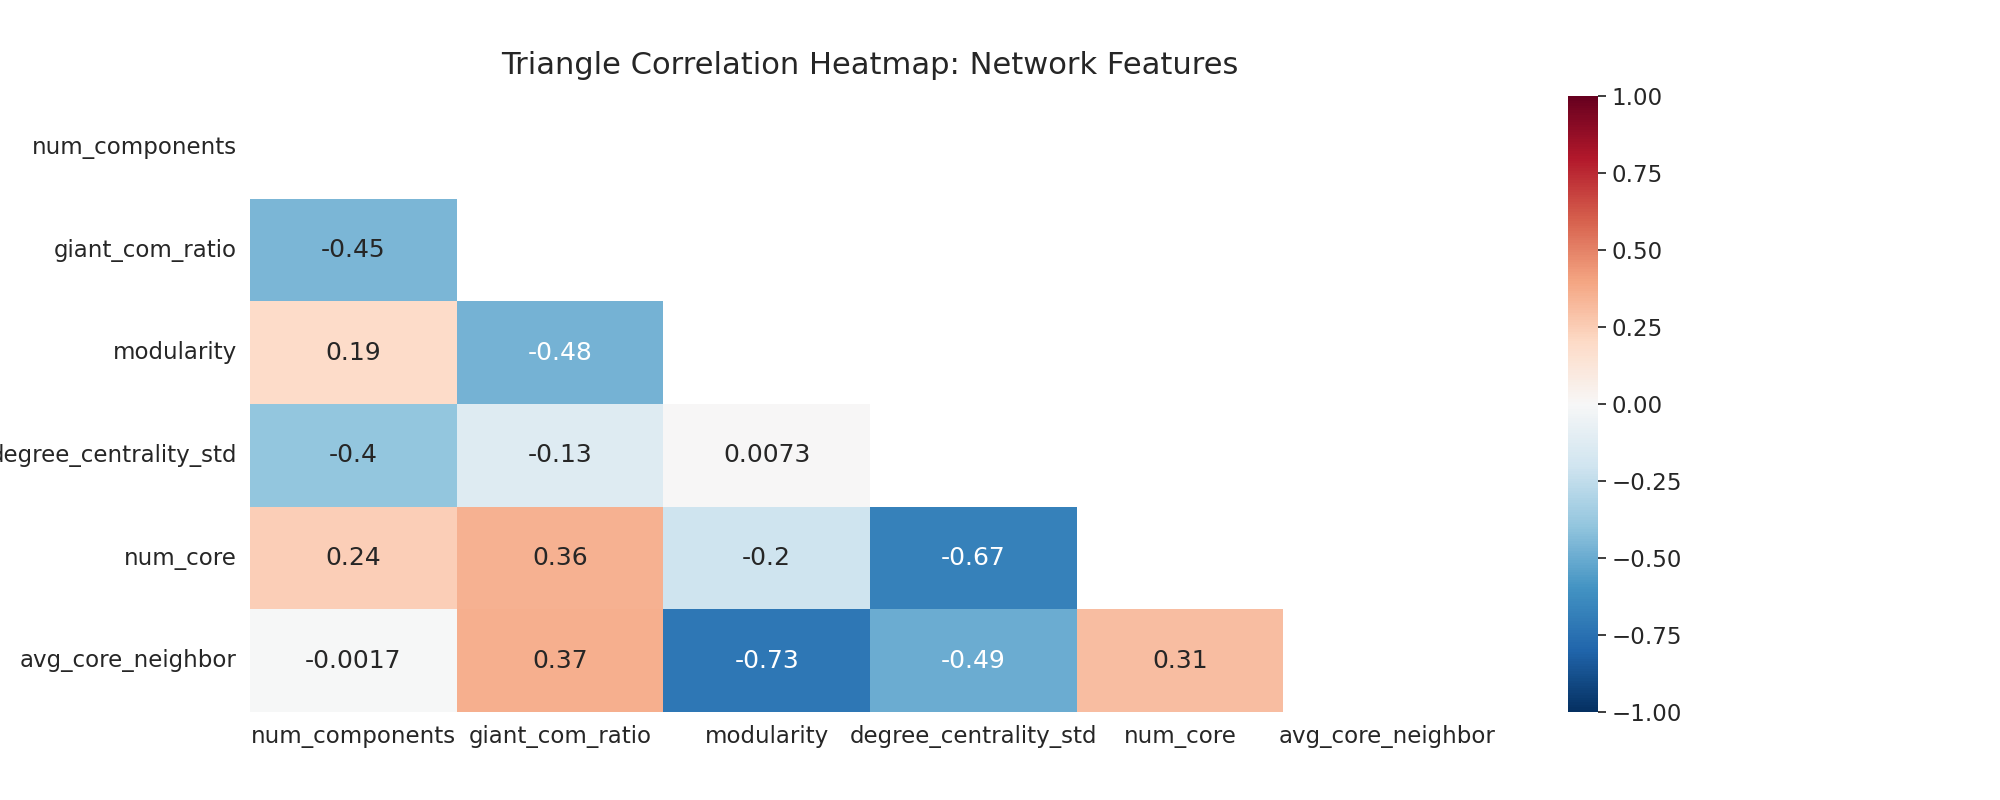 Triangle Correlation Heatmap: Network Features
num_components
giant_com_ratio -0.45
modularity 0.19 -0.48
degree_centrality_std -0.4 -0.13 0.0073
num_core 0.24 0.36 -0.2 -0.67
avg_core_neighbor -0.0017 0.37 -0.73 -0.49 0.31
num_components giant_com_ratio modularity degree_centrality_std num_core avg_core_neighbor
1.00
0.75
0.50
0.25
0.00
−0.25
−0.50
−0.75
−1.00